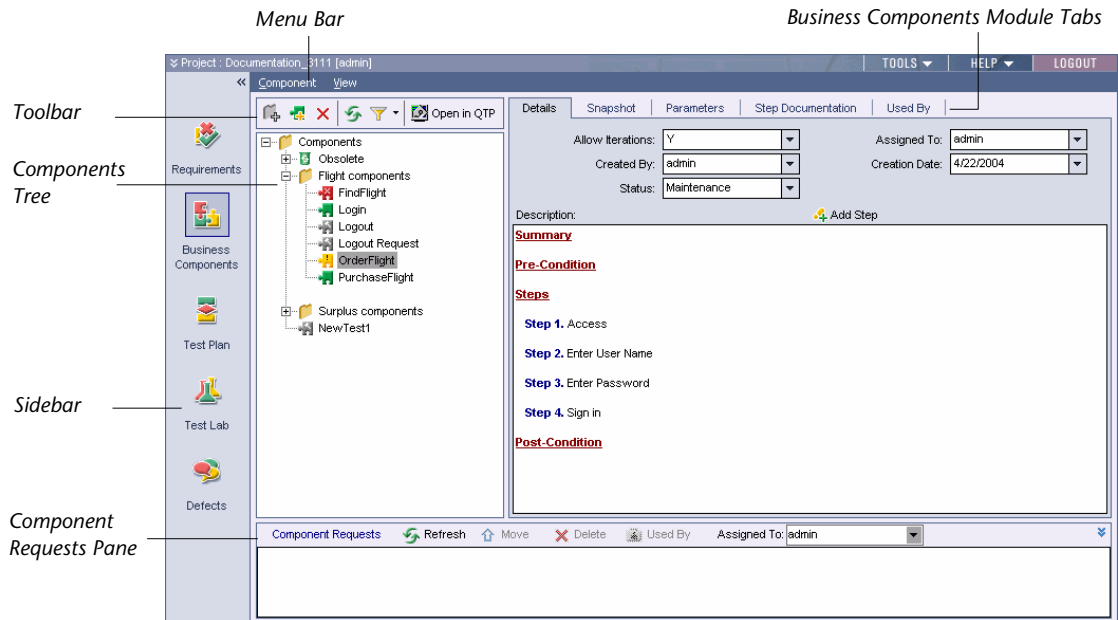 Menu Bar
Business Components Module Tabs
Project : Documentation_3111 [admin]
TOOLS
HELP
LOGOUT
Component View
Toolbar
Open in QTP
Details Snapshot Parameters Step Documentation Used By
Components
Tree
Requirements
Business
Components
Test Plan
Sidebar
Test Lab
Defects
Components
Obsolete
Flight components
FindFlight
Login
Logout
Logout Request
OrderFlight
PurchaseFlight
Surplus components
NewTest1
Allow Iterations: Y
Assigned To: admin
Created By: admin
Creation Date: 4/22/2004
Status: Maintenance
Description:
Add Step
Summary
Pre-Condition
Steps
Step 1. Access
Step 2. Enter User Name
Step 3. Enter Password
Step 4. Sign in
Post-Condition
Component
Requests Pane
Component Requests Refresh Move Delete Used By Assigned To: admin